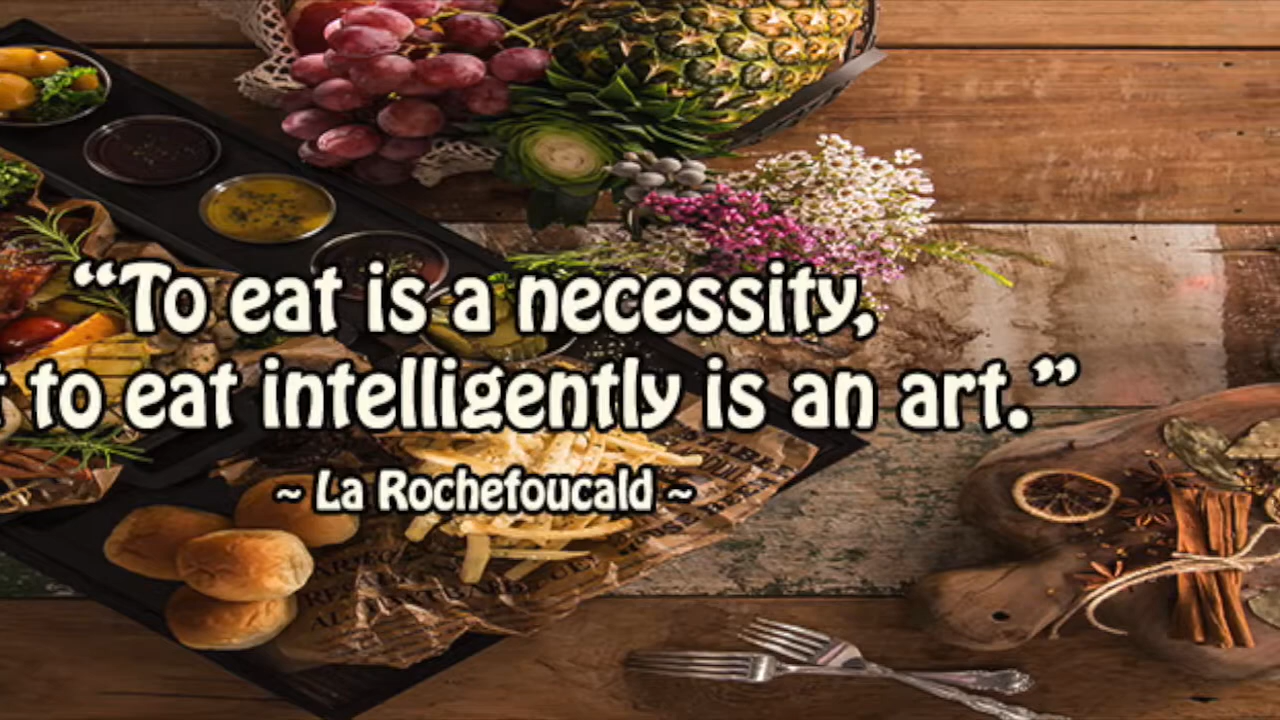 “To eat is a necessity,
to eat intelligently is an art.”
~ La Rochefoucald ~